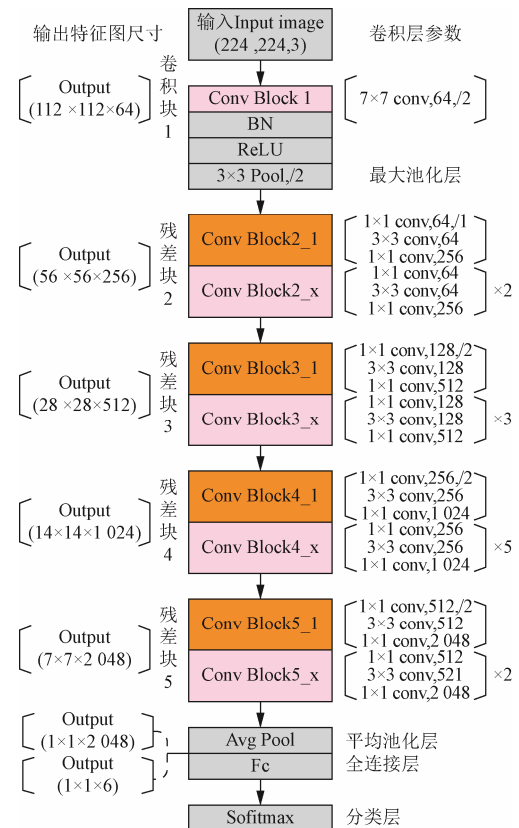 输出特征图尺寸
输入Input image
(224 ,224,3)
卷积层参数
Output
(112 ×112×64)
卷积块1
Conv Block 1
BN
ReLU
3×3 Pool,/2
7×7 conv,64,/2
最大池化层
Output
(56 ×56×256)
残差块2
Conv Block2_1
Conv Block2_x
1×1 conv,64,/1
3×3 conv,64
1×1 conv,256
1×1 conv,64
3×3 conv,64
1×1 conv,256
×2
Output
(28 ×28×512)
残差块3
Conv Block3_1
Conv Block3_x
1×1 conv,128,/2
3×3 conv,128
1×1 conv,512
1×1 conv,128
3×3 conv,128
1×1 conv,512
×3
Output
(14×14×1 024)
残差块4
Conv Block4_1
Conv Block4_x
1×1 conv,256,/2
3×3 conv,256
1×1 conv,1 024
1×1 conv,256
3×3 conv,256
1×1 conv,1 024
×5
Output
(7×7×2 048)
残差块5
Conv Block5_1
Conv Block5_x
1×1 conv,512,/2
3×3 conv,512
1×1 conv,2 048
1×1 conv,512
3×3 conv,521
1×1 conv,2 048
×2
Output
(1×1×2 048)
Output
(1×1×6)
Avg Pool
Fc
平均池化层
全连接层
Sofitmax
分类层